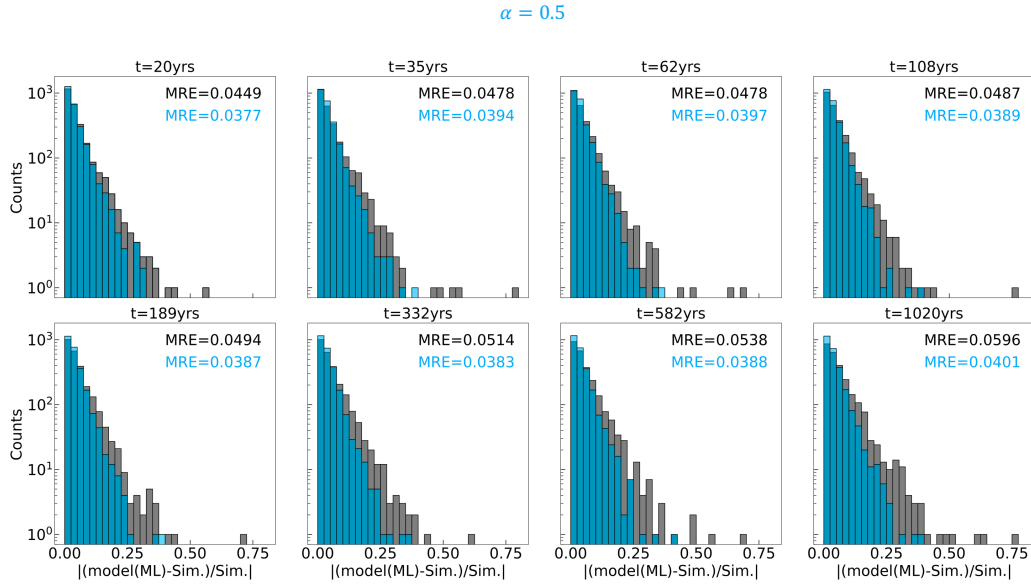 α = 0.5
t=20yrs
t=35yrs
t=62yrs
t=108yrs
Counts
10³
10²
10¹
10⁰
MRE=0.0449
MRE=0.0377
MRE=0.0478
MRE=0.0394
MRE=0.0478
MRE=0.0397
MRE=0.0487
MRE=0.0389
t=189yrs
t=332yrs
t=582yrs
t=1020yrs
Counts
10³
10²
10¹
10⁰
MRE=0.0494
MRE=0.0387
MRE=0.0514
MRE=0.0383
MRE=0.0538
MRE=0.0388
MRE=0.0596
MRE=0.0401
0.00 0.25 0.50 0.75
0.00 0.25 0.50 0.75
0.00 0.25 0.50 0.75
0.00 0.25 0.50 0.75
|(model(ML)-Sim.)/Sim.|
|(model(ML)-Sim.)/Sim.|
|(model(ML)-Sim.)/Sim.|
|(model(ML)-Sim.)/Sim.|